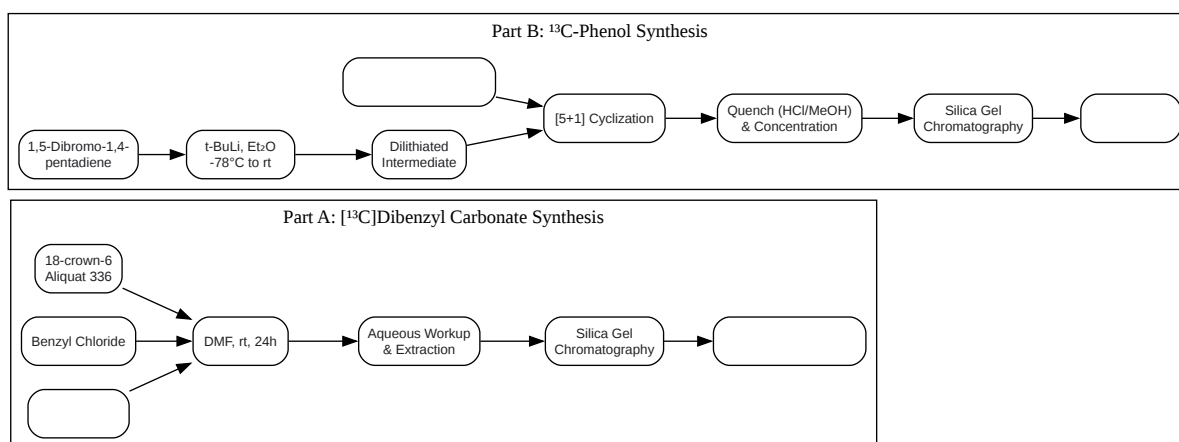 Part B: ¹³C-Phenol Synthesis
1,5-Dibromo-1,4-
pentadiene
t-BuLi, Et₂O
-78°C to rt
Dilithiated
Intermediate
[5+1] Cyclization
Quench (HCl/MeOH)
& Concentration
Silica Gel
Chromatography
Part A: [¹³C]Dibenzyl Carbonate Synthesis
18-crown-6
Aliquat 336
Benzyl Chloride
DMF, rt, 24h
Aqueous Workup
& Extraction
Silica Gel
Chromatography